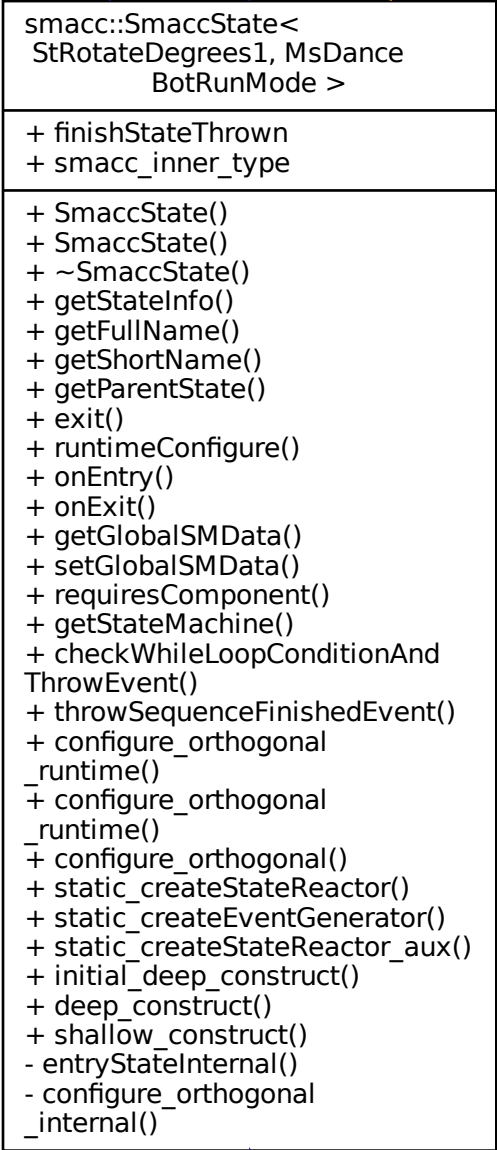 smacc::SmaccState<
StRotateDegrees1, MsDance
BotRunMode >
+ finishStateThrown
+ smacc_inner_type
+ SmaccState()
+ SmaccState()
+ ~SmaccState()
+ getStateInfo()
+ getFullName()
+ getShortName()
+ getParentState()
+ exit()
+ runtimeConfigure()
+ onEntry()
+ onExit()
+ getGlobalSMData()
+ setGlobalSMData()
+ requiresComponent()
+ getStateMachine()
+ checkWhileLoopConditionAnd
ThrowEvent()
+ throwSequenceFinishedEvent()
+ configure_orthogonal
_runtime()
+ configure_orthogonal
_runtime()
+ configure_orthogonal()
+ static_createStateReactor()
+ static_createEventGenerator()
+ static_createStateReactor_aux()
+ initial_deep_construct()
+ deep_construct()
+ shallow_construct()
- entryStateInternal()
- configure_orthogonal
_internal()